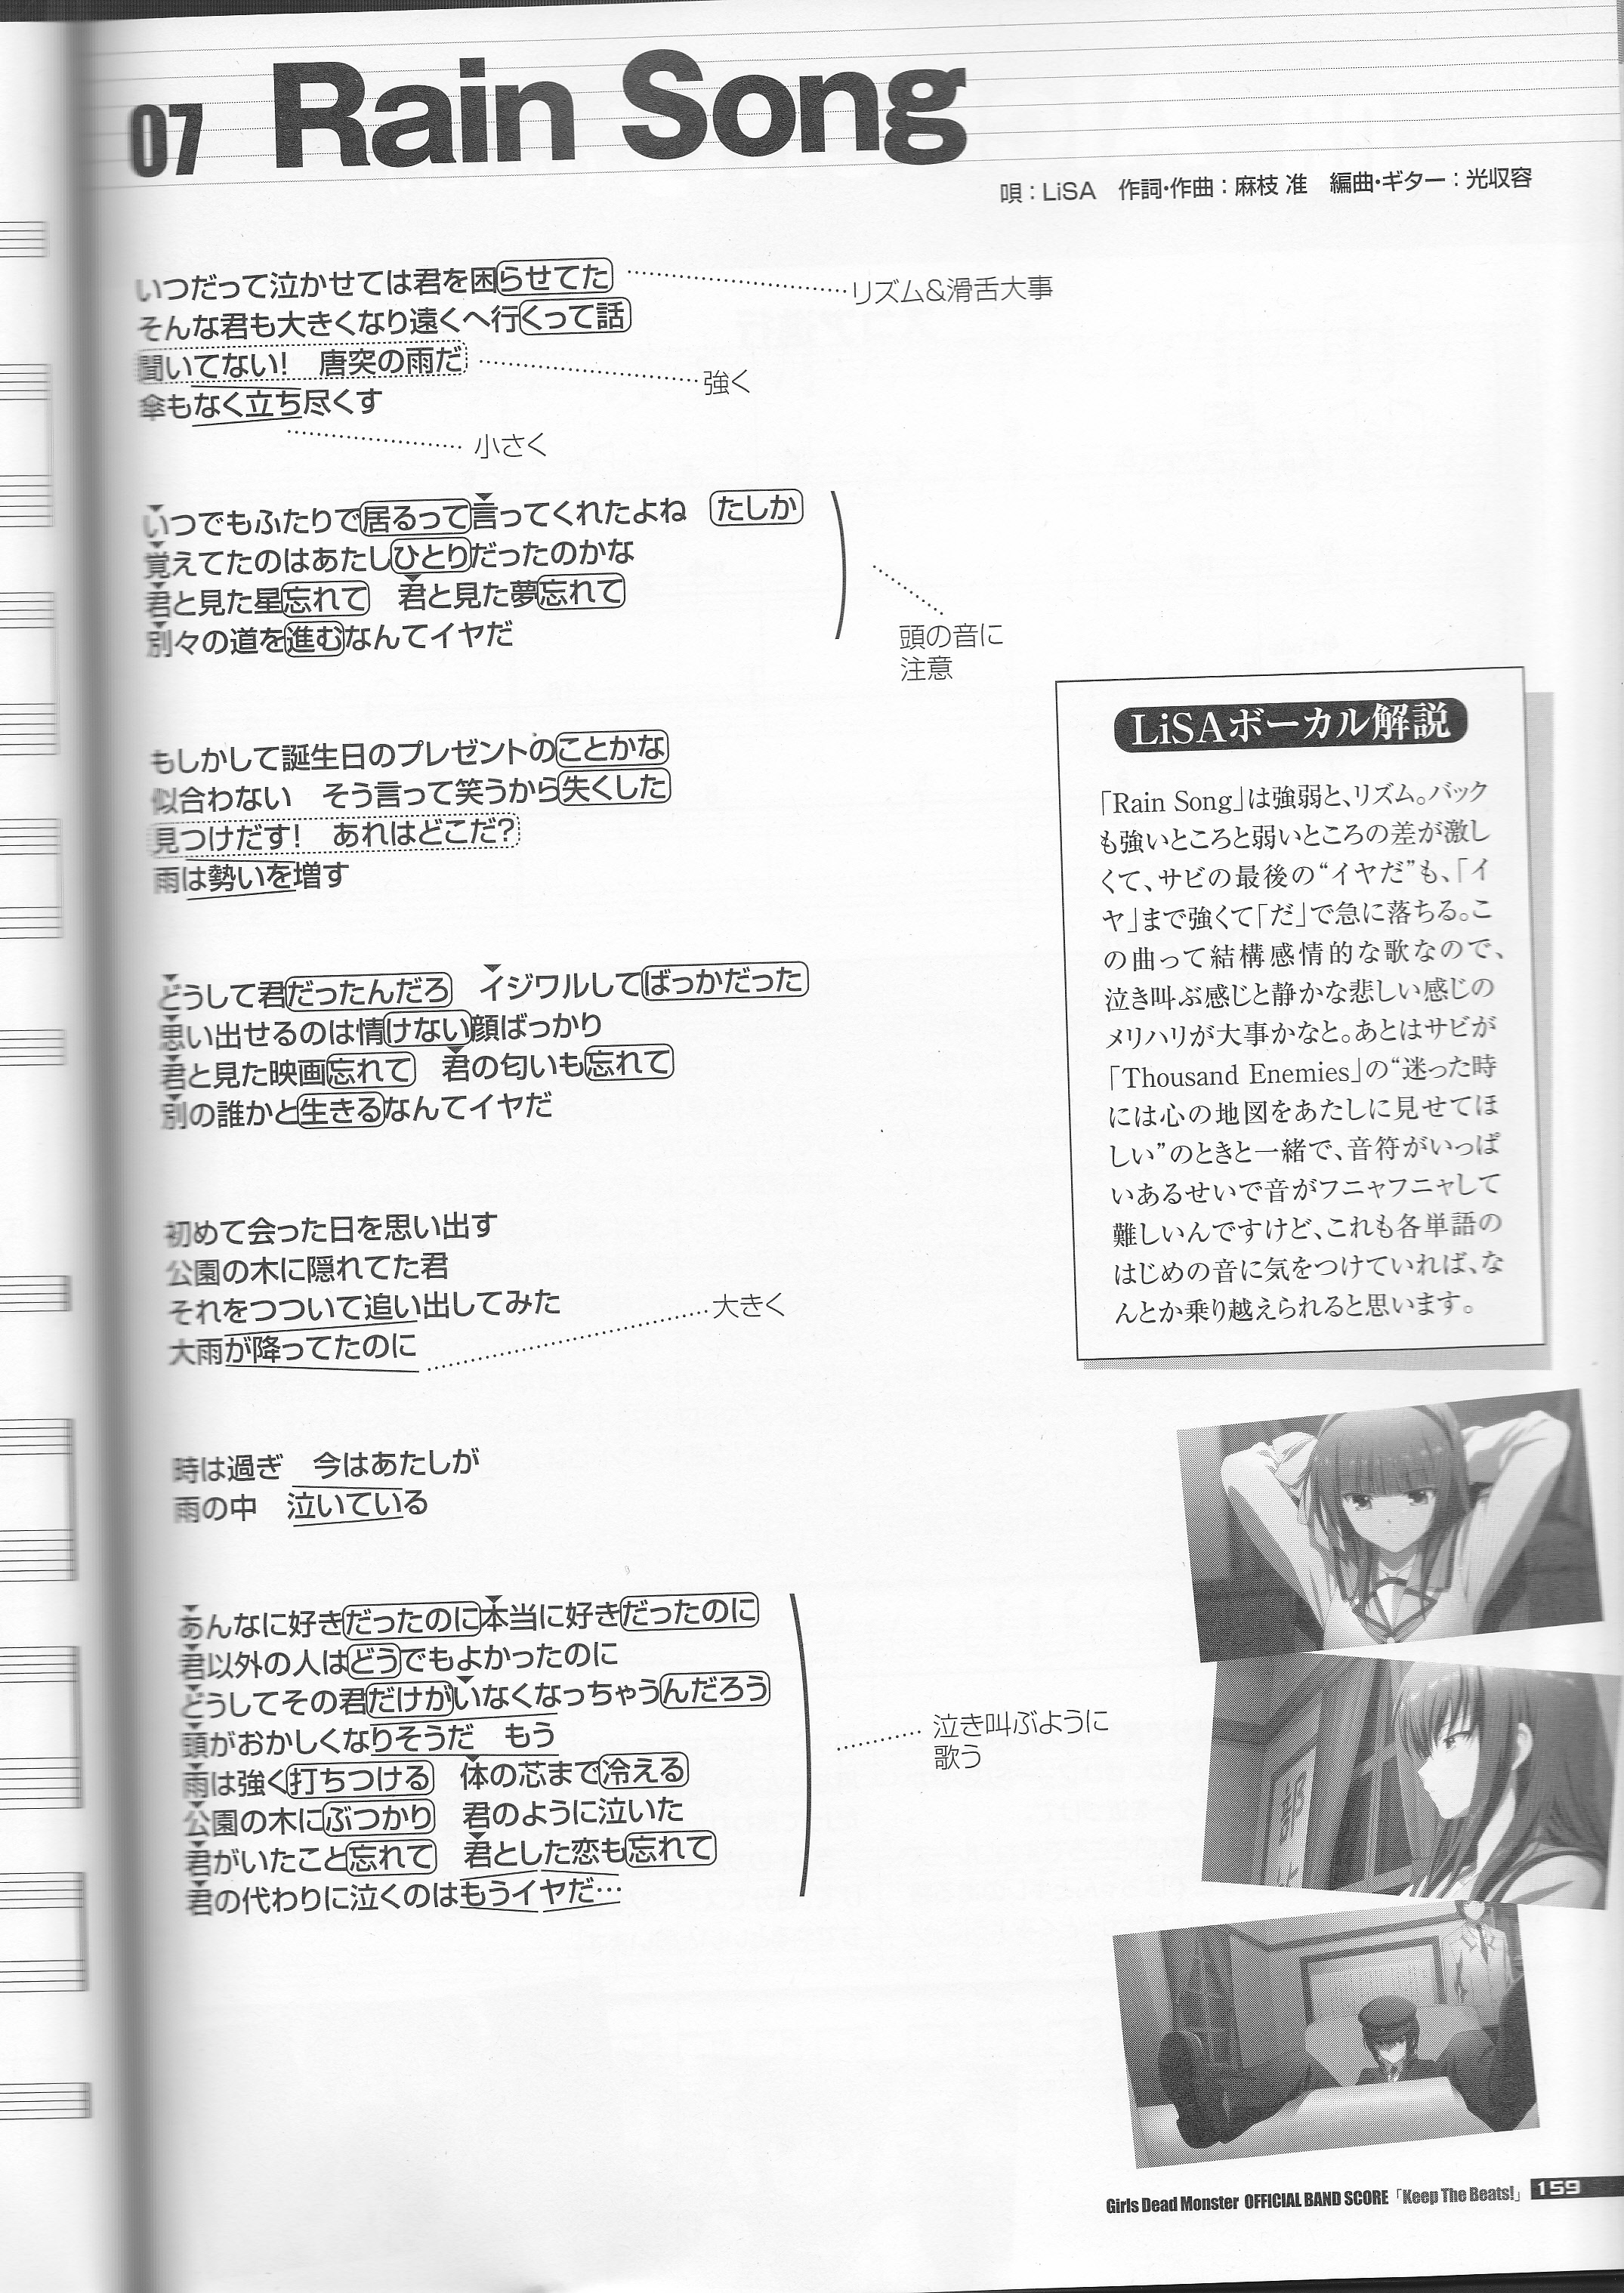 07 Rain Song
唄：LiSA　作詞・作曲：麻枝 准　編曲・ギター：光収容
いつだって泣かせては君を困らせてた
リズム&滑舌大事
そんな君も大きくなり遠くへ行くって話
聞いてない!　唐突の雨だ
強く
傘もなく立ち尽くす
小さく
いつでもふたりで居るって言ってくれたよね　たしか
覚えてたのはあたしひとりだったのかな
君と見た星忘れて　君と見た夢忘れて
別々の道を進むなんてイヤだ
頭の音に
注意
もしかして誕生日のプレゼントのことかな
似合わない　そう言って笑うから失くした
見つけだす!　あれはどこだ?
雨は勢いを増す
どうして君だったんだろ　イジワルしてばっかだった
思い出せるのは情けない顔ばっかり
君と見た映画忘れて　君の匂いも忘れて
別の誰かと生きるなんてイヤだ
初めて会った日を思い出す
公園の木に隠れてた君
それをつついて追い出してみた
大雨が降ってたのに
大きく
時は過ぎ　今はあたしが
雨の中　泣いている
あんなに好きだったのに本当に好きだったのに
君以外の人はどうでもよかったのに
どうしてその君だけがいなくなっちゃうんだろう
頭がおかしくなりそうだ　もう
雨は強く打ちつける　体の芯まで冷える
公園の木にぶつかり　君のように泣いた
君がいたこと忘れて　君とした恋も忘れて
君の代わりに泣くのはもうイヤだ…
泣き叫ぶように
歌う
LiSAボーカル解説
「Rain Song」は強弱と、リズム。バック
も強いところと弱いところの差が激し
くて、サビの最後の“イヤだ”も、「イ
ヤ」まで強くて「だ」で急に落ちる。こ
の曲って結構感情的な歌なので、
泣き叫ぶ感じと静かな悲しい感じの
メリハリが大事かなと。あとはサビが
「Thousand Enemies」の“迷った時
には心の地図をあたしに見せてほ
しい”のときと一緒で、音符がいっぱ
いあるせいで音がフニャフニャして
難しいんですけど、これも各単語の
はじめの音に気をつけていれば、な
んとか乗り越えられると思います。
部
Girls Dead Monster OFFICIAL BAND SCORE「Keep The Beats!」 159